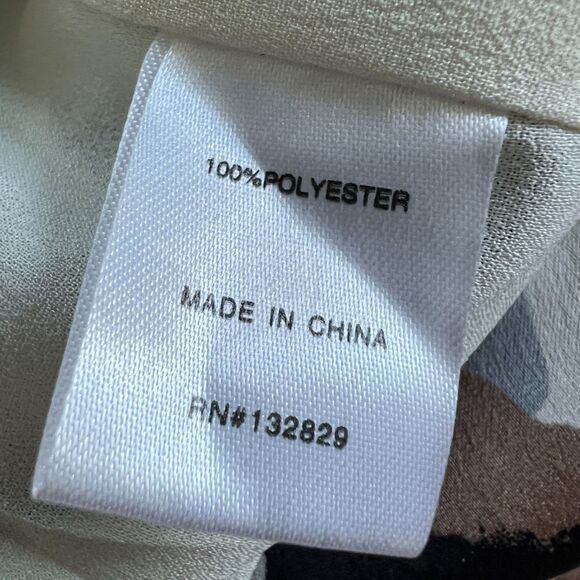 100%POLYESTER
MADE IN CHINA
RN#132829